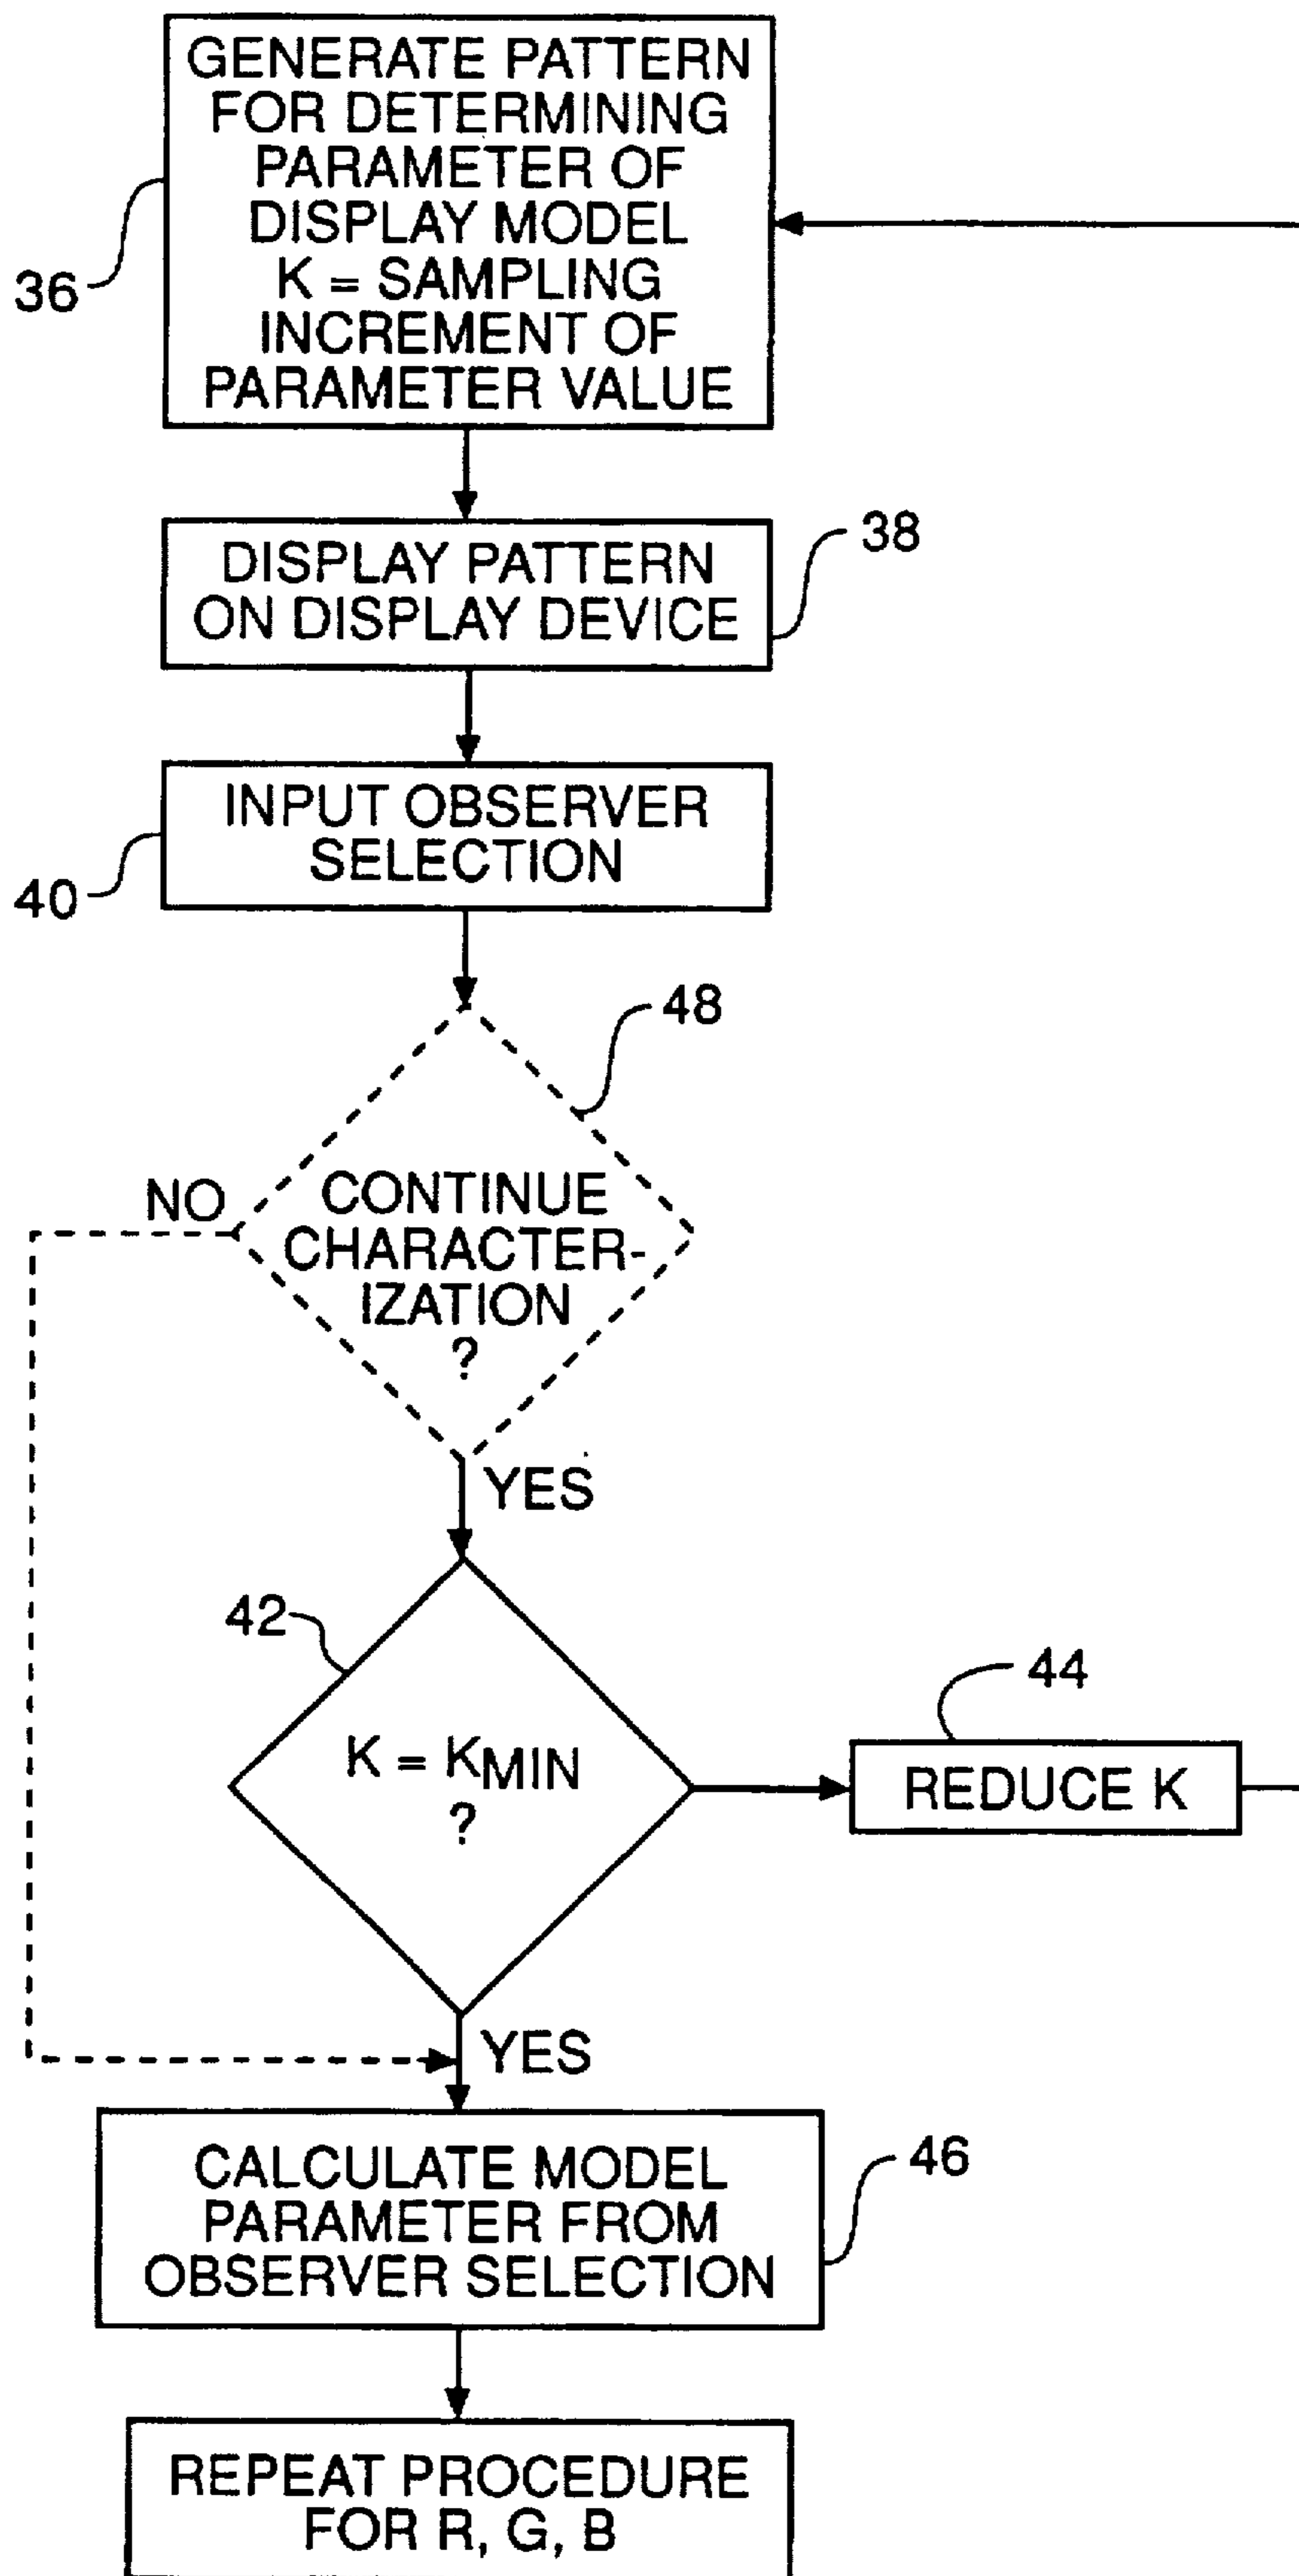 GENERATE PATTERN
FOR DETERMINING
PARAMETER OF
DISPLAY MODEL
K = SAMPLING
INCREMENT OF
PARAMETER VALUE
36
DISPLAY PATTERN
ON DISPLAY DEVICE
38
INPUT OBSERVER
SELECTION
40
48
NO
CONTINUE
CHARACTER-
IZATION
?
YES
42
K = KMIN
?
44
REDUCE K
YES
CALCULATE MODEL
PARAMETER FROM
OBSERVER SELECTION
46
REPEAT PROCEDURE
FOR R, G, B